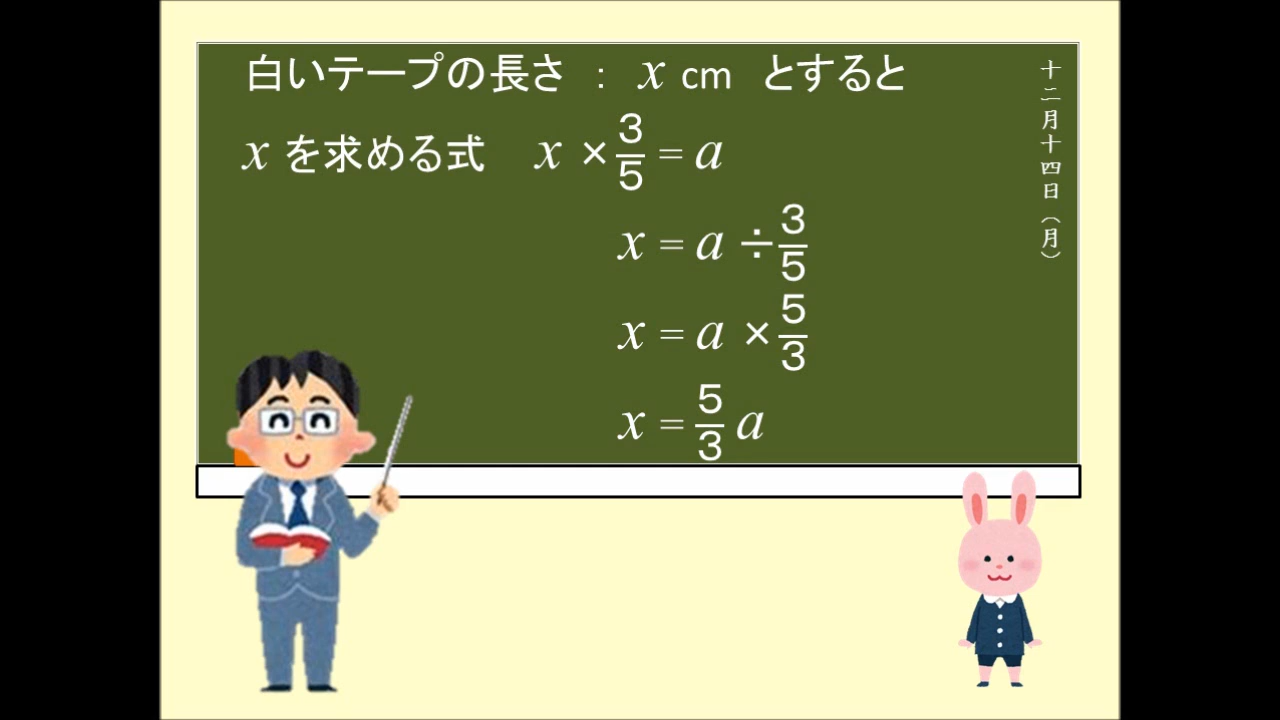 白いテープの長さ : x cm とすると
x を求める式 x × 3/5 = a
x = a ÷ 3/5
x = a × 5/3
x = 5/3 a
十二月十四日（月）